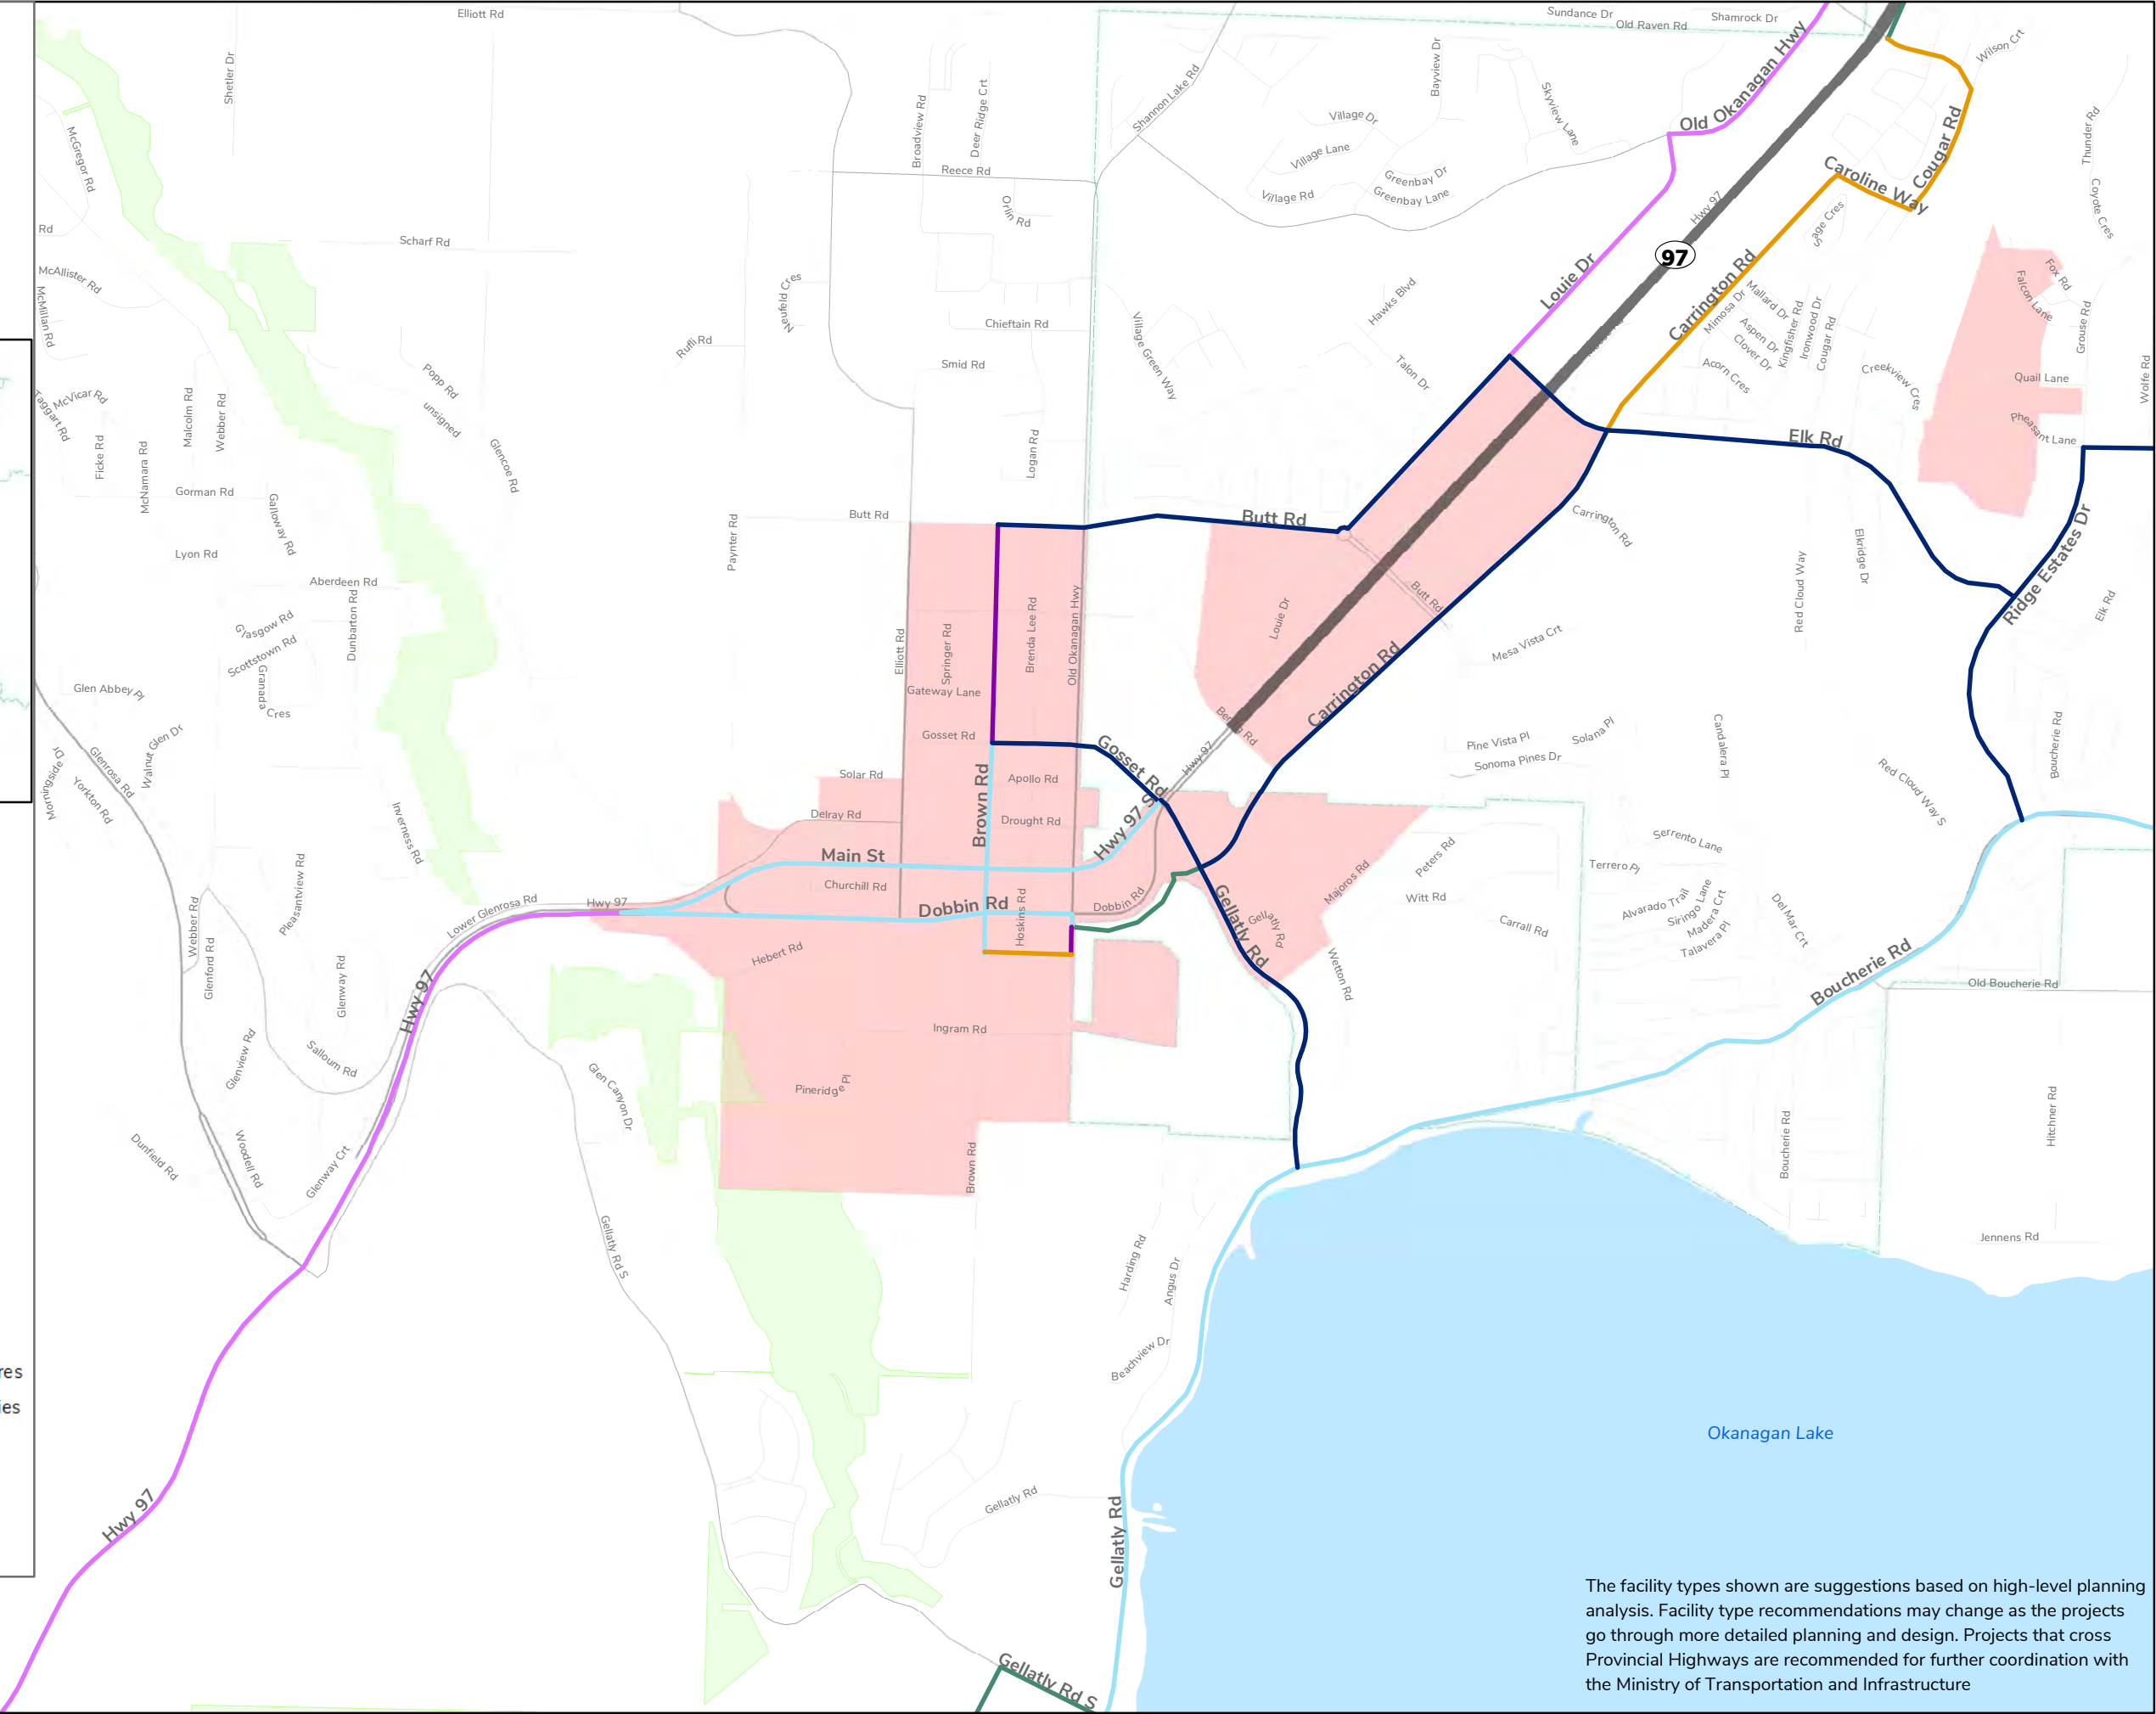 Elliott Rd
Sundance Dr
Old Raven Rd
Shamrock Dr
Wilson Crt
Shetler Dr
Broadview Rd
Deer Ridge Crt
Shannon Lake Rd
Bayview Dr
Skyview Lane
Old Okanagan Hwy
Cougar Rd
Thunder Rd
McGregor Rd
Village Dr
Village Lane
Reece Rd
Greenbay Dr
Greenbay Lane
Village Rd
Caroline Way
Coyote Cres
Orlin Rd
Rd
Scharf Rd
Hwy 97
Sage Cres
97
McAllister Rd
McMillan Rd
Neufield Cres
Hawks Blvd
Louie Dr
Carrington Rd
Mallard Dr
Mimosa Dr
Aspen Dr
Clover Dr
Kingfisher Rd
Ironwood Dr
Cougar Rd
Fox Rd
Falcon Lane
Grouse Rd
Chieftain Rd
Ruffi Rd
Village Green Way
Smid Rd
Talon Dr
Acorn Cres
Creekview Cres
Quail Lane
Wolfe Rd
Popp Rd
unsigned
McVicar Rd
Taggart Rd
Malcolm Rd
Webber Rd
Ficke Rd
McNamara Rd
Glencoe Rd
Logan Rd
Elk Rd
Pheasant Lane
Gorman Rd
Galloway Rd
Butt Rd
Butt Rd
Carrington Rd
Paynter Rd
Lyon Rd
Elkridge Dr
Ridge Estates Dr
Aberdeen Rd
Dunbarton Rd
Butt Rd
Red Cloud Way
Elk Rd
Glasgow Rd
Scottstown Rd
Elliott Rd
Springer Rd
Brenda Lee Rd
Old Okanagan Hwy
Louie Dr
Mesa Vista Crt
Granada
Cres
Glen Abbey Pl
Gateway Lane
Carrington Rd
Walnut Glen Dr
Glenrosa Rd
Morningside Dr
Yorkton Rd
Gosset Rd
Gosset Rd
Hwy 97
Pine Vista Pl
Solana Pl
Sonoma Pines Dr
Candalera Pl
Boucherie Rd
Red Cloud Way S
Solar Rd
Brown Rd
Apollo Rd
Inverness Rd
Delray Rd
Drought Rd
Hwy 97 S
Main St
Serrento Lane
Peters Rd
Terrero Pl
Pleasantview Rd
Churchill Rd
Majoros Rd
Witt Rd
Webber Rd
Lower Glenrosa Rd
Hwy 97
Dobbin Rd
Hoskins Rd
Dobbin Rd
Gellatly Rd
Gellatly Rd
Carrall Rd
Alvarado Trail
Siringo Lane
Madera Crt
Talavera Pl
Del Mar Crt
Glenford Rd
Glenway Rd
Hebert Rd
Wetton Rd
Boucherie Rd
Old Boucherie Rd
Hwy 97
Ingram Rd
Glenview Rd
Salloum Rd
Glen Canyon Dr
Pineridge Pl
Dunfield Rd
Woodell Rd
Glenway Crt
Brown Rd
Boucherie Rd
Hitchner Rd
Gellatly Rd S
Harding Rd
Angus Dr
Jennens Rd
Beachview Dr
res
ies
Okanagan Lake
Hwy 97
Gellatly Rd
Gellatly Rd
Gellatly Rd S
The facility types shown are suggestions based on high-level planning
analysis. Facility type recommendations may change as the projects
go through more detailed planning and design. Projects that cross
Provincial Highways are recommended for further coordination with
the Ministry of Transportation and Infrastructure